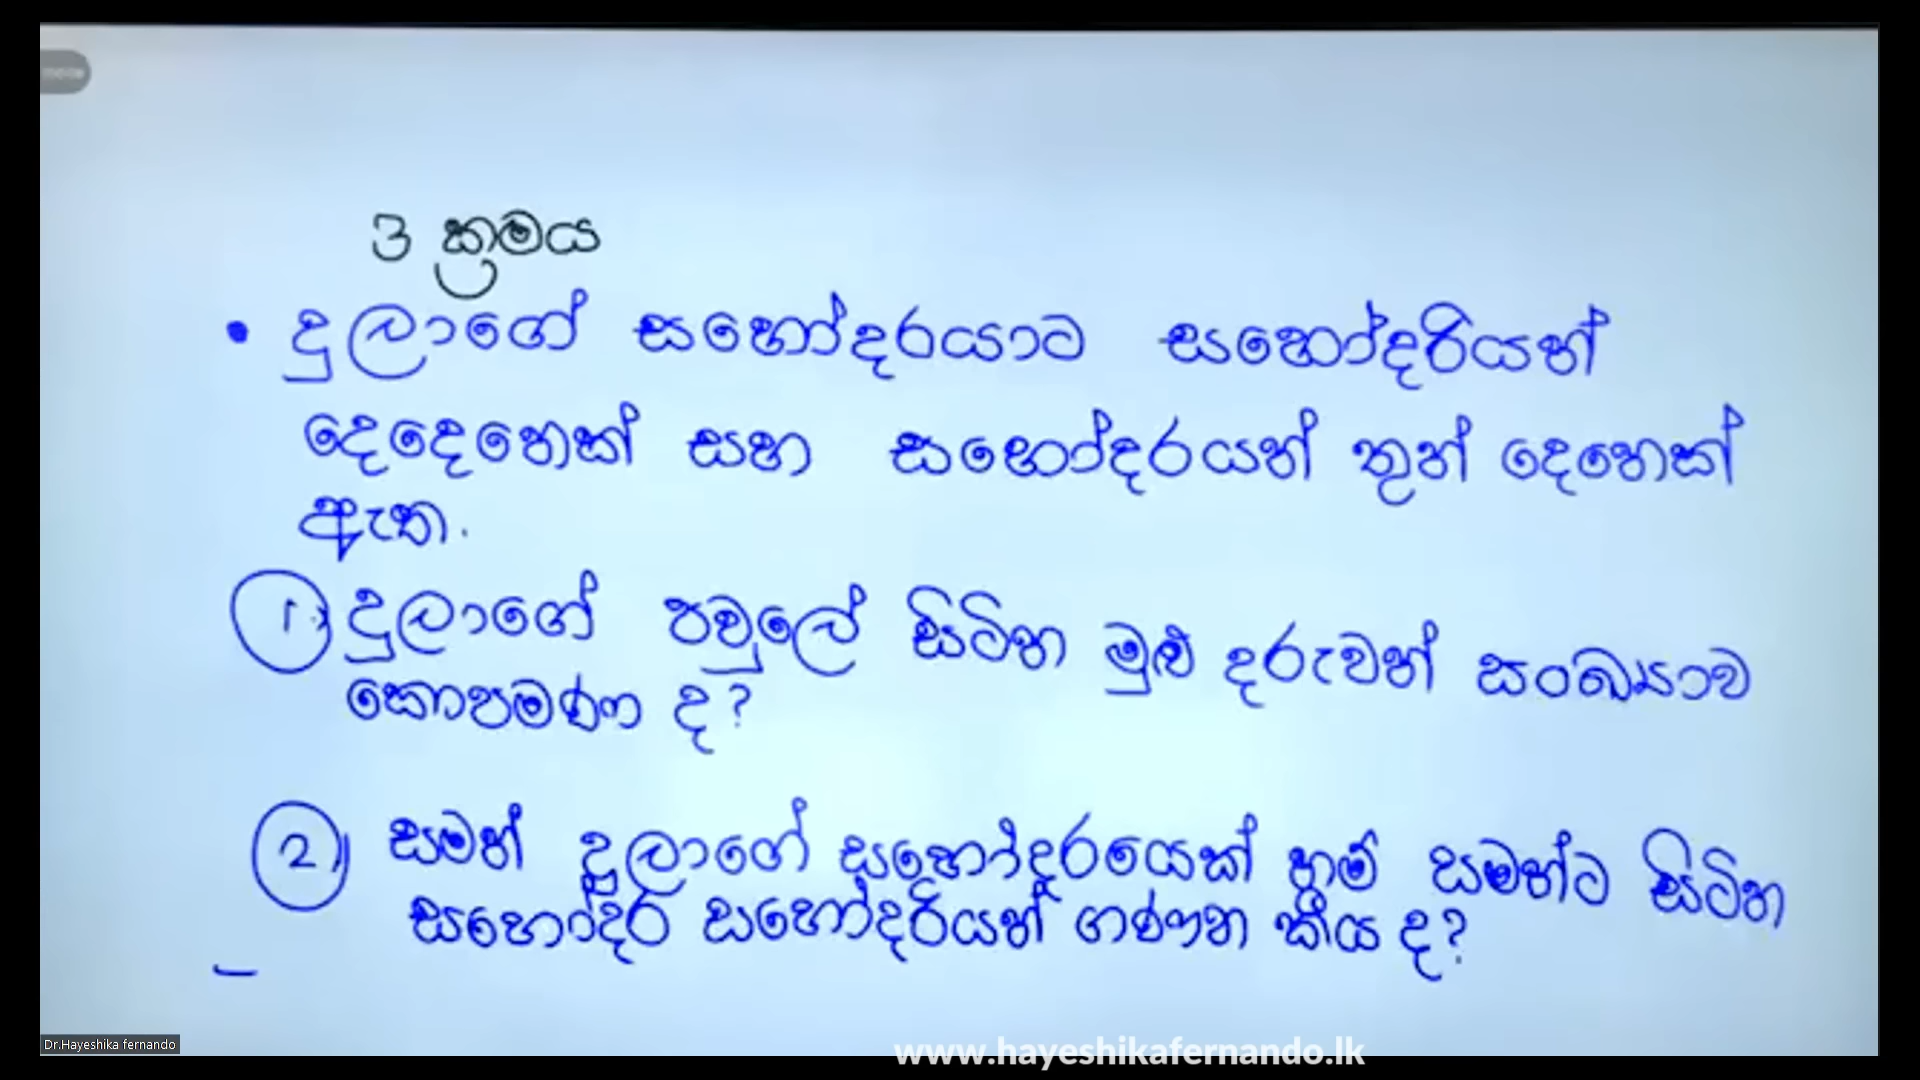 3 ක්‍රමය
• දුලාගේ සහෝදරයාට සහෝදරියන්
දෙදෙනෙක් සහ සහෝදරයන් තුන් දෙනෙක්
ඇත.
1) දුලාගේ පවුලේ සිටින මුළු දරුවන් සංඛ්‍යාව
කොපමණ ද?
2) සමන් දුලාගේ සහෝදරයෙක් නම් සමන්ට සිටින
සහෝදර සහෝදරියන් ගණන කීය ද?
Dr.Hayeshika fernando
www.hayeshikafernando.lk